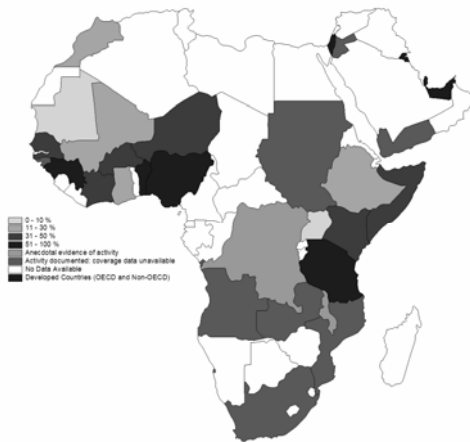 0 - 10 %
11 - 30 %
31 - 50 %
51 - 100 %
Anecdotal evidence of activity
Activity documented: coverage data unavailable
No Data Available
Developed Countries (OECD and Non-OECD)